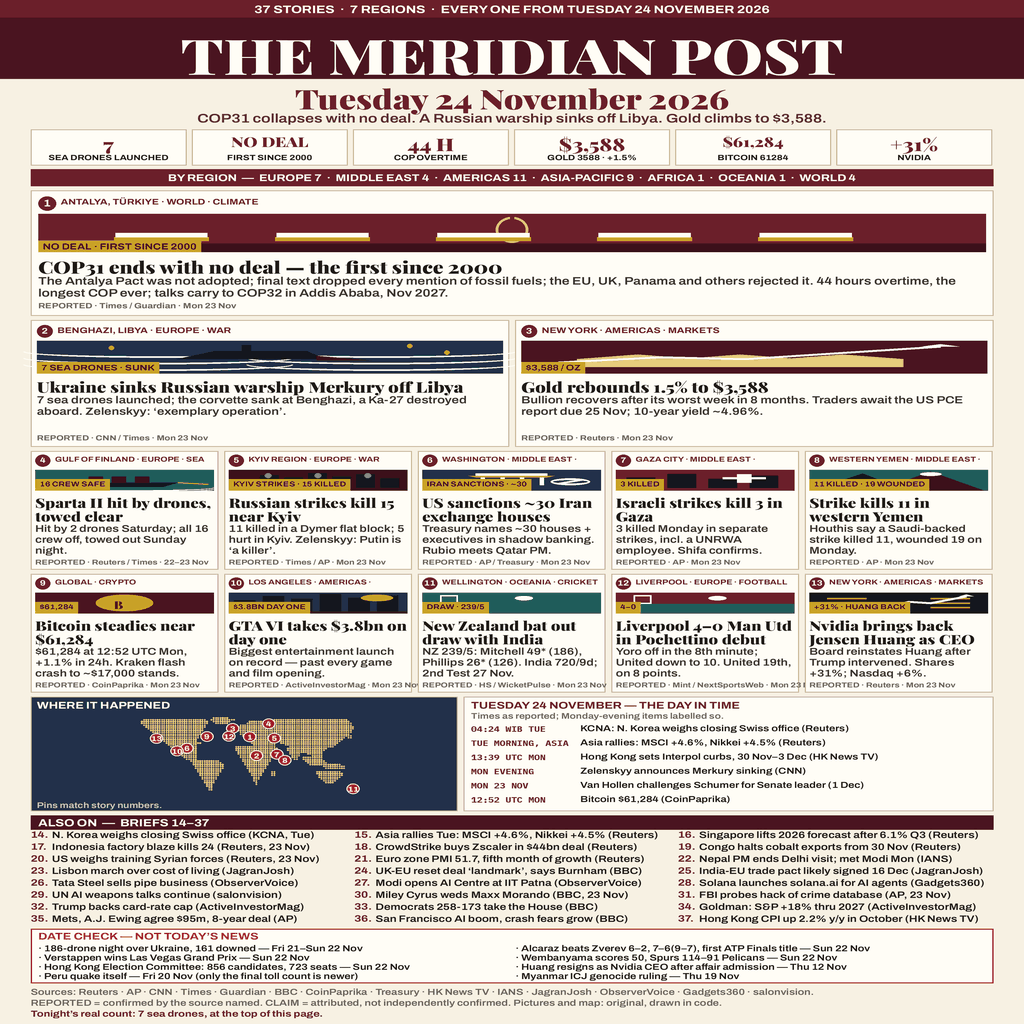 37 STORIES · 7 REGIONS · EVERY ONE FROM TUESDAY 24 NOVEMBER 2026
THE MERIDIAN POST
Tuesday 24 November 2026
COP31 collapses with no deal. A Russian warship sinks off Libya. Gold climbs to $3,588.
7
SEA DRONES LAUNCHED
NO DEAL
FIRST SINCE 2000
44 H
COP OVERTIME
$3,588
GOLD 3588 · +1.5%
$61,284
BITCOIN 61284
+31%
NVIDIA
BY REGION — EUROPE 7 · MIDDLE EAST 4 · AMERICAS 11 · ASIA-PACIFIC 9 · AFRICA 1 · OCEANIA 1 · WORLD 4
1 ANTALYA, TÜRKIYE · WORLD · CLIMATE
NO DEAL · FIRST SINCE 2000
COP31 ends with no deal — the first since 2000
The Antalya Pact was not adopted; final text dropped every mention of fossil fuels; the EU, UK, Panama and others rejected it. 44 hours overtime, the
longest COP ever; talks carry to COP32 in Addis Ababa, Nov 2027.
REPORTED · Times / Guardian · Mon 23 Nov
2 BENGHAZI, LIBYA · EUROPE · WAR
7 SEA DRONES · SUNK
Ukraine sinks Russian warship Merkury off Libya
7 sea drones launched; the corvette sank at Benghazi, a Ka-27 destroyed
aboard. Zelenskyy: ‘exemplary operation’.
REPORTED · CNN / Times · Mon 23 Nov
3 NEW YORK · AMERICAS · MARKETS
$3,588 / OZ
Gold rebounds 1.5% to $3,588
Bullion recovers after its worst week in 8 months. Traders await the US PCE
report due 25 Nov; 10-year yield ~4.96%.
REPORTED · Reuters · Mon 23 Nov
4 GULF OF FINLAND · EUROPE · SEA
16 CREW SAFE
Sparta II hit by drones,
towed clear
Hit by 2 drones Saturday; all 16
crew off, towed out Sunday
night.
REPORTED · Reuters / Times · 22–23 Nov
5 KYIV REGION · EUROPE · WAR
KYIV STRIKES · 15 KILLED
Russian strikes kill 15
near Kyiv
11 killed in a Dymer flat block; 5
hurt in Kyiv. Zelenskyy: Putin is
‘a killer’.
REPORTED · Times / AP · Mon 23 Nov
6 WASHINGTON · MIDDLE EAST ·
IRAN SANCTIONS · ~30
US sanctions ~30 Iran
exchange houses
Treasury names ~30 houses +
executives in shadow banking.
Rubio meets Qatar PM.
REPORTED · AP / Treasury · Mon 23 Nov
7 GAZA CITY · MIDDLE EAST ·
3 KILLED
Israeli strikes kill 3 in
Gaza
3 killed Monday in separate
strikes, incl. a UNRWA
employee. Shifa confirms.
REPORTED · AP · Mon 23 Nov
8 WESTERN YEMEN · MIDDLE EAST ·
11 KILLED · 19 WOUNDED
Strike kills 11 in
western Yemen
Houthis say a Saudi-backed
strike killed 11, wounded 19 on
Monday.
REPORTED · AP · Mon 23 Nov
9 GLOBAL · CRYPTO
$61,284
B
Bitcoin steadies near
$61,284
$61,284 at 12:52 UTC Mon,
+1.1% in 24h. Kraken flash
crash to ~$17,000 stands.
REPORTED · CoinPaprika · Mon 23 Nov
10 LOS ANGELES · AMERICAS ·
$3.8BN DAY ONE
GTA VI takes $3.8bn on
day one
Biggest entertainment launch
on record — past every game
and film opening.
REPORTED · ActiveInvestorMag · Mon 23 Nov
11 WELLINGTON · OCEANIA · CRICKET
DRAW · 239/5
New Zealand bat out
draw with India
NZ 239/5: Mitchell 49* (186),
Phillips 26* (126). India 720/9d;
2nd Test 27 Nov.
REPORTED · HS / WicketPulse · Mon 23 Nov
12 LIVERPOOL · EUROPE · FOOTBALL
4–0
Liverpool 4–0 Man Utd
in Pochettino debut
Yoro off in the 8th minute;
United down to 10. United 19th,
on 8 points.
REPORTED · Mint / NextSportsWeb · Mon 23
13 NEW YORK · AMERICAS · MARKETS
+31% · HUANG BACK
Nvidia brings back
Jensen Huang as CEO
Board reinstates Huang after
Trump intervened. Shares
+31%; Nasdaq +6%.
REPORTED · Reuters · Mon 23 Nov
WHERE IT HAPPENED
13
10
6
9
3
12
1
4
5
2
7
8
11
Pins match story numbers.
TUESDAY 24 NOVEMBER — THE DAY IN TIME
Times as reported; Monday-evening items labelled so.
04:24 WIB TUE KCNA: N. Korea weighs closing Swiss office (Reuters)
TUE MORNING, ASIA Asia rallies: MSCI +4.6%, Nikkei +4.5% (Reuters)
13:39 UTC MON Hong Kong sets Interpol curbs, 30 Nov–3 Dec (HK News TV)
MON EVENING Zelenskyy announces Merkury sinking (CNN)
MON 23 NOV Van Hollen challenges Schumer for Senate leader (1 Dec)
12:52 UTC MON Bitcoin $61,284 (CoinPaprika)
ALSO ON — BRIEFS 14–37
14. N. Korea weighs closing Swiss office (KCNA, Tue)
15. Asia rallies Tue: MSCI +4.6%, Nikkei +4.5% (Reuters)
16. Singapore lifts 2026 forecast after 6.1% Q3 (Reuters)
17. Indonesia factory blaze kills 24 (Reuters, 23 Nov)
18. CrowdStrike buys Zscaler in $44bn deal (Reuters)
19. Congo halts cobalt exports from 30 Nov (Reuters)
20. US weighs training Syrian forces (Reuters, 23 Nov)
21. Euro zone PMI 51.7, fifth month of growth (Reuters)
22. Nepal PM ends Delhi visit; met Modi Mon (IANS)
23. Lisbon march over cost of living (JagranJosh)
24. UK-EU reset deal ‘landmark’, says Burnham (BBC)
25. India-EU trade pact likely signed 16 Dec (JagranJosh)
26. Tata Steel sells pipe business (ObserverVoice)
27. Modi opens AI Centre at IIT Patna (ObserverVoice)
28. Solana launches solana.ai for AI agents (Gadgets360)
29. UN AI weapons talks continue (salonvision)
30. Miley Cyrus weds Maxx Morando (BBC, 23 Nov)
31. FBI probes hack of crime database (AP, 23 Nov)
32. Trump backs card-rate cap (ActiveInvestorMag)
33. Democrats 258-173 take the House (BBC)
34. Goldman: S&P +18% thru 2027 (ActiveInvestorMag)
35. Mets, A.J. Ewing agree $95m, 8-year deal (AP)
36. San Francisco AI boom, crash fears grow (BBC)
37. Hong Kong CPI up 2.2% y/y in October (HK News TV)
DATE CHECK — NOT TODAY’S NEWS
· 186-drone night over Ukraine, 161 downed — Fri 21–Sun 22 Nov
· Verstappen wins Las Vegas Grand Prix — Sun 22 Nov
· Hong Kong Election Committee: 856 candidates, 723 seats — Sun 22 Nov
· Peru quake itself — Fri 20 Nov (only the final toll count is newer)
· Alcaraz beats Zverev 6–2, 7–6(9–7), first ATP Finals title — Sun 22 Nov
· Wembanyama scores 50, Spurs 114–91 Pelicans — Sun 22 Nov
· Huang resigns as Nvidia CEO after affair admission — Thu 12 Nov
· Myanmar ICJ genocide ruling — Thu 19 Nov
Sources: Reuters · AP · CNN · Times · Guardian · BBC · CoinPaprika · Treasury · HK News TV · IANS · JagranJosh · ObserverVoice · Gadgets360 · salonvision.
REPORTED = confirmed by the source named. CLAIM = attributed, not independently confirmed. Pictures and map: original, drawn in code.
Tonight’s real count: 7 sea drones, at the top of this page.